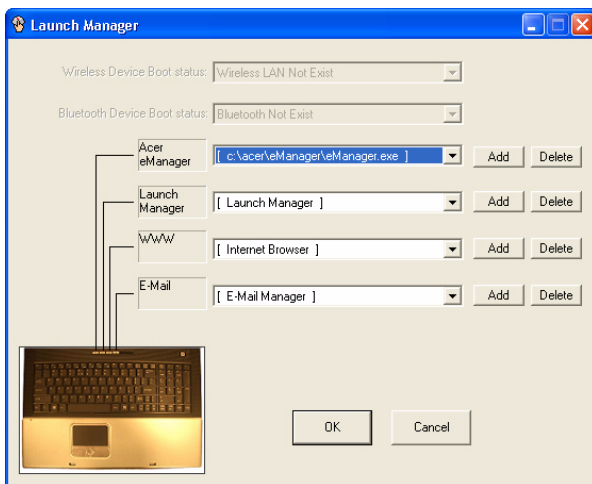 Launch Manager
Wireless Device Boot status: Wireless LAN Not Exist
Bluetooth Device Boot status: Bluetooth Not Exist
Acer
eManager
[ c:\acer\eManager\eManager.exe ]
Add Delete
Launch
Manager
[ Launch Manager ]
Add Delete
WWW
[ Internet Browser ]
Add Delete
E-Mail
[ E-Mail Manager ]
Add Delete
OK Cancel